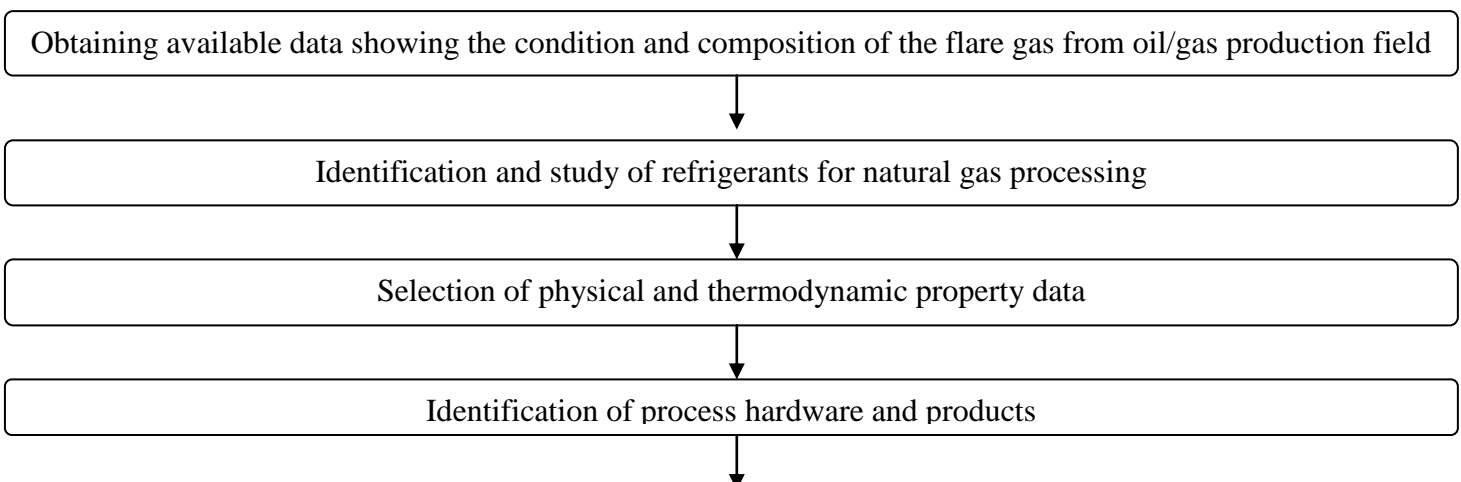 Obtaining available data showing the condition and composition of the flare gas from oil/gas production field
Identification and study of refrigerants for natural gas processing
Selection of physical and thermodynamic property data
Identification of process hardware and products